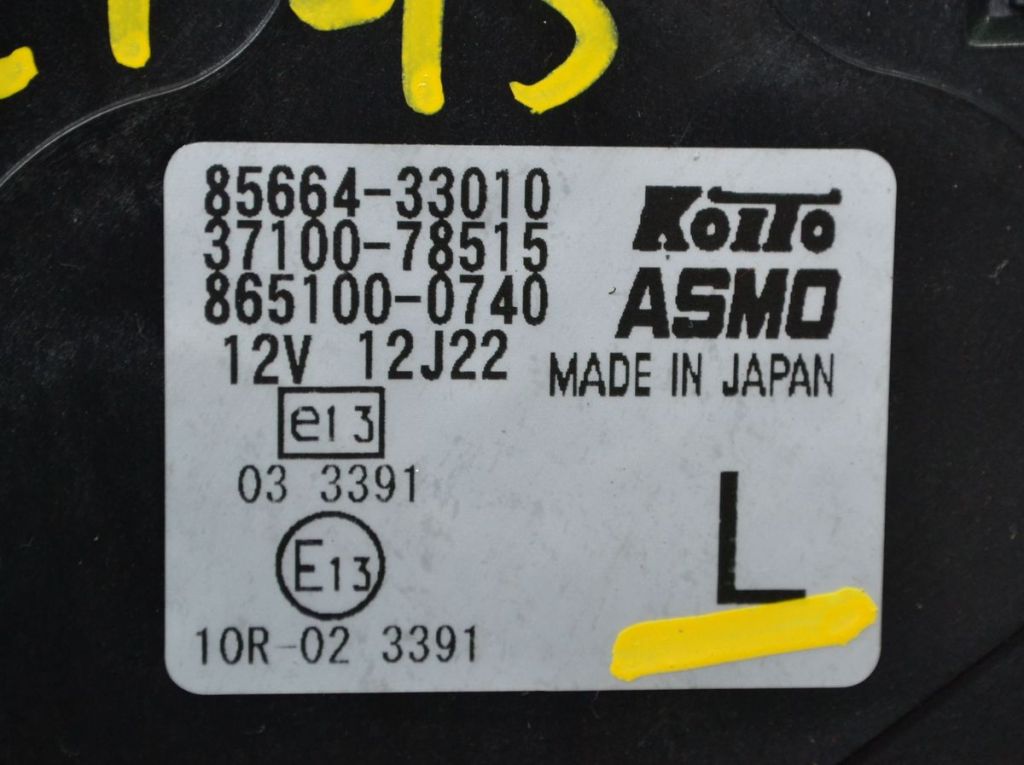 85664-33010
37100-78515
865100-0740
12V 12J22
KOITO
ASMO
MADE IN JAPAN
e13
03 3391
E13
10R-02 3391
L